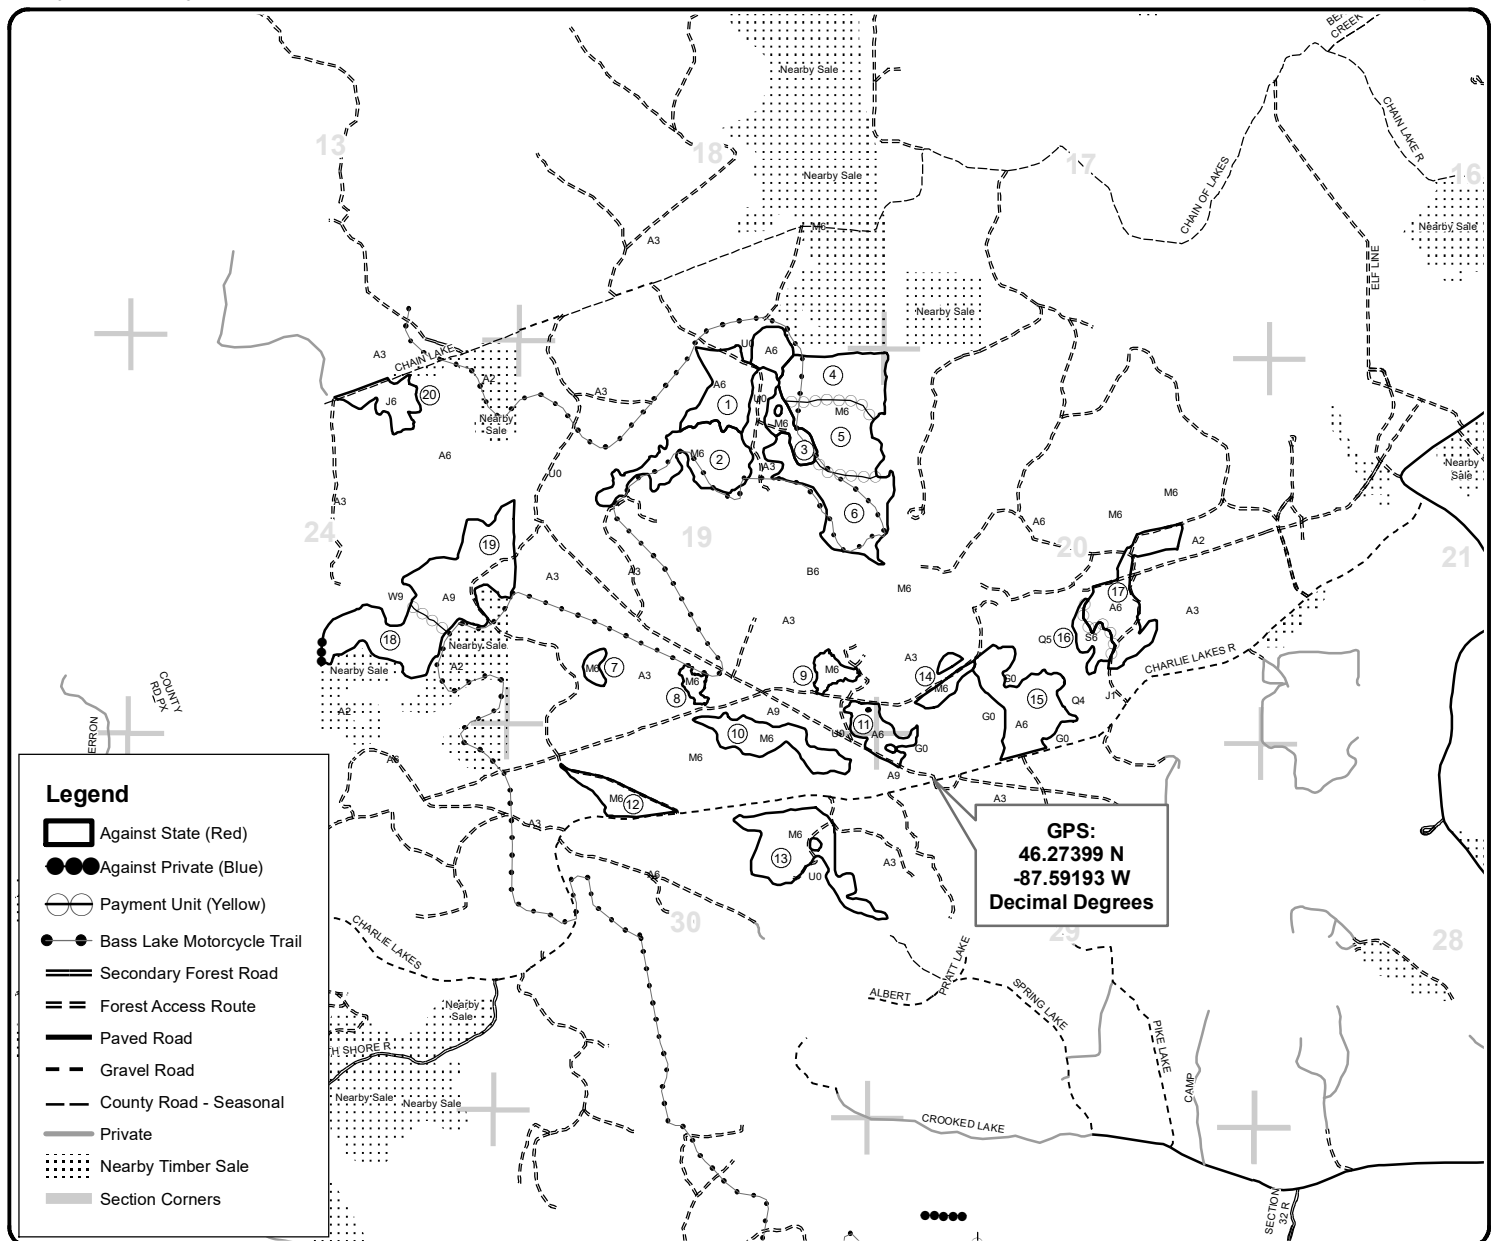 BEA
CREEK
Nearby Sale
CHAIN LAKE R
13
18
17
16
Nearby Sale
CHAIN OF LAKES
M6
Nearby Sale
A3
ELF LINE
Nearby Sale
U0
A6
A3
CHAIN LAKE
4
A2
A6
A3
20
J6
1
U0
M6
Nearby
Sale
M6
5
3
A6
M6
2
A3
Nearby
Sale
U0
A3
6
M6
M6
A6
24
19
20
A2
21
19
B6
A3
A3
M6
17
W9
A9
A6
A3
18
A3
Q5
16
S6
Nearby Sale
CHARLIE LAKES R
Nearby Sale
A2
M6
7
A3
9
M6
A3
14
G0
COUNTY
RD PX
M6
8
M6
15
Q4
J1
A2
A9
11
G0
A6
ERRON
10
M6
U0
A6
G0
G0
M6
A6
A9
M6
12
A3
Legend
Against State (Red)
Against Private (Blue)
Payment Unit (Yellow)
Bass Lake Motorcycle Trail
Secondary Forest Road
Forest Access Route
Paved Road
Gravel Road
County Road - Seasonal
Private
Nearby Timber Sale
Section Corners
GPS:
46.27399 N
-87.59193 W
Decimal Degrees
A3
M6
13
A3
U0
A6
30
29
28
CHARLIE LAKES
PRATT LAKE
ALBERT
SPRING LAKE
Nearby
Sale
PIKE LAKE
TH SHORE R
CAMP
Nearby Sale
Nearby Sale
CROOKED LAKE
SECTION
32 R